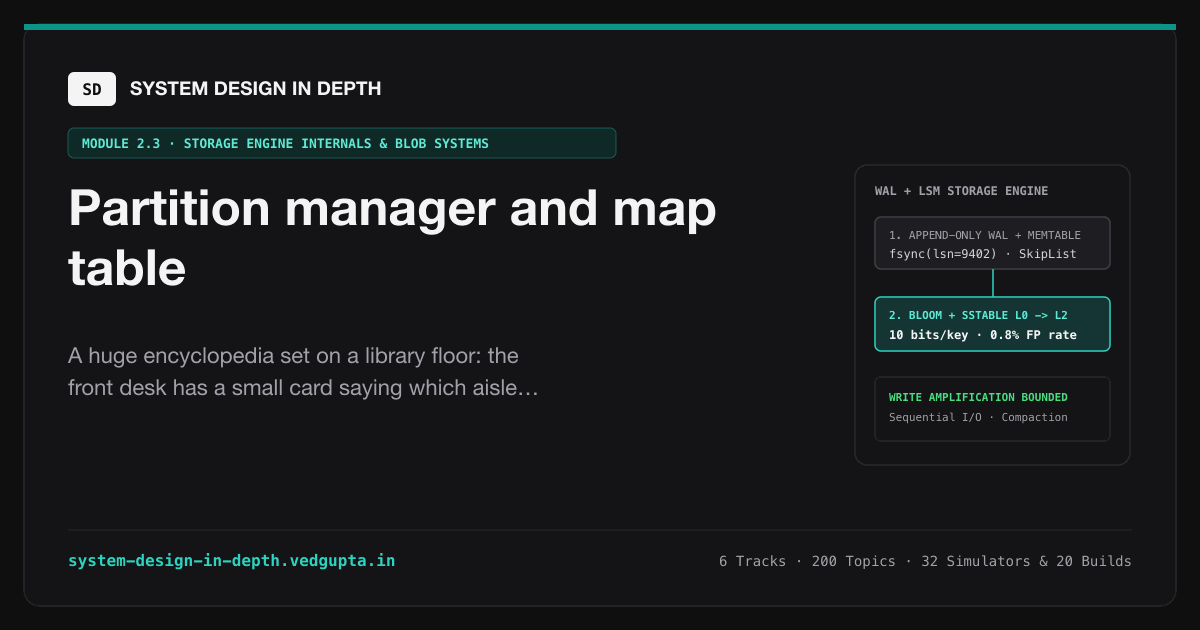 SD
SYSTEM DESIGN IN DEPTH
MODULE 2.3 · STORAGE ENGINE INTERNALS & BLOB SYSTEMS
Partition manager and map
table
A huge encyclopedia set on a library floor: the
front desk has a small card saying which aisle…
WAL + LSM STORAGE ENGINE
1. APPEND-ONLY WAL + MEMTABLE
fsync(lsn=9402) · SkipList
2. BLOOM + SSTABLE L0 -> L2
10 bits/key · 0.8% FP rate
WRITE AMPLIFICATION BOUNDED
Sequential I/O · Compaction
system-design-in-depth.vedgupta.in
6 Tracks · 200 Topics · 32 Simulators & 20 Builds